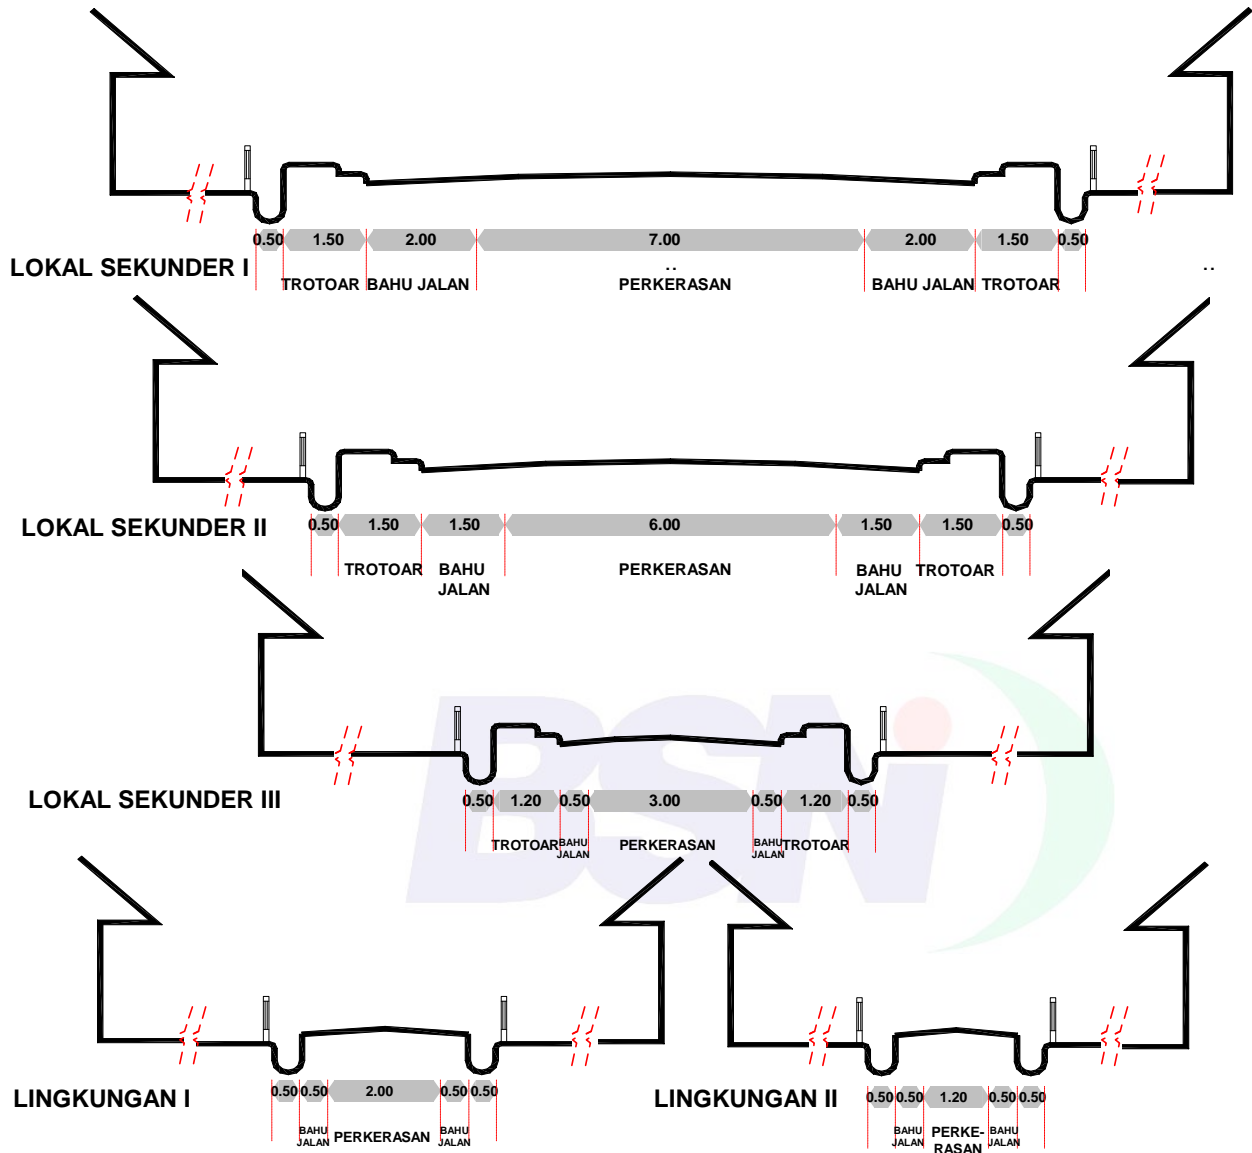 0.50 1.50 2.00 7.00 2.00 1.50 0.50
LOKAL SEKUNDER I
.. ..
TROTOAR BAHU JALAN PERKERASAN BAHU JALAN TROTOAR
0.50 1.50 1.50 6.00 1.50 1.50 0.50
LOKAL SEKUNDER II
TROTOAR BAHU PERKERASAN BAHU TROTOAR
JALAN JALAN
BSNi
0.50 1.20 0.50 3.00 0.50 1.20 0.50
LOKAL SEKUNDER III
TROTOAR BAHU PERKERASAN BAHU TROTOAR
JALAN JALAN
0.50 0.50 2.00 0.50 0.50
LINGKUNGAN I
BAHU PERKERASAN BAHU
JALAN JALAN
0.50 0.50 1.20 0.50 0.50
LINGKUNGAN II
BAHU PERKE- BAHU
JALAN RASAN JALAN